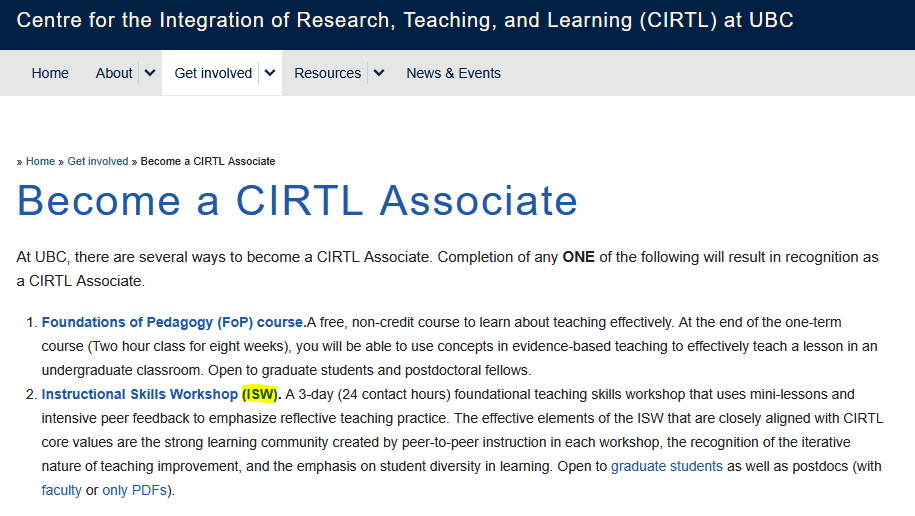 Centre for the Integration of Research, Teaching, and Learning (CIRTL) at UBC
Home About Get involved Resources News & Events
» Home » Get involved » Become a CIRTL Associate
Become a CIRTL Associate
At UBC, there are several ways to become a CIRTL Associate. Completion of any ONE of the following will result in recognition as
a CIRTL Associate.
1. Foundations of Pedagogy (FoP) course.A free, non-credit course to learn about teaching effectively. At the end of the one-term
course (Two hour class for eight weeks), you will be able to use concepts in evidence-based teaching to effectively teach a lesson in an
undergraduate classroom. Open to graduate students and postdoctoral fellows.
2. Instructional Skills Workshop (ISW). A 3-day (24 contact hours) foundational teaching skills workshop that uses mini-lessons and
intensive peer feedback to emphasize reflective teaching practice. The effective elements of the ISW that are closely aligned with CIRTL
core values are the strong learning community created by peer-to-peer instruction in each workshop, the recognition of the iterative
nature of teaching improvement, and the emphasis on student diversity in learning. Open to graduate students as well as postdocs (with
faculty or only PDFs).